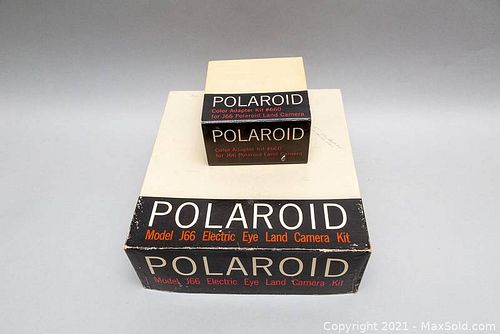 POLAROID
Color Adapter Kit #660
for J66 Polaroid Land Camera
POLAROID
Color Adapter Kit #660
for J66 Polaroid Land Camera
POLAROID
Model J66 Electric Eye Land Camera Kit
POLAROID
Model J66 Electric Eye Land Camera Kit
Copyright 2021 - MaxSold.com